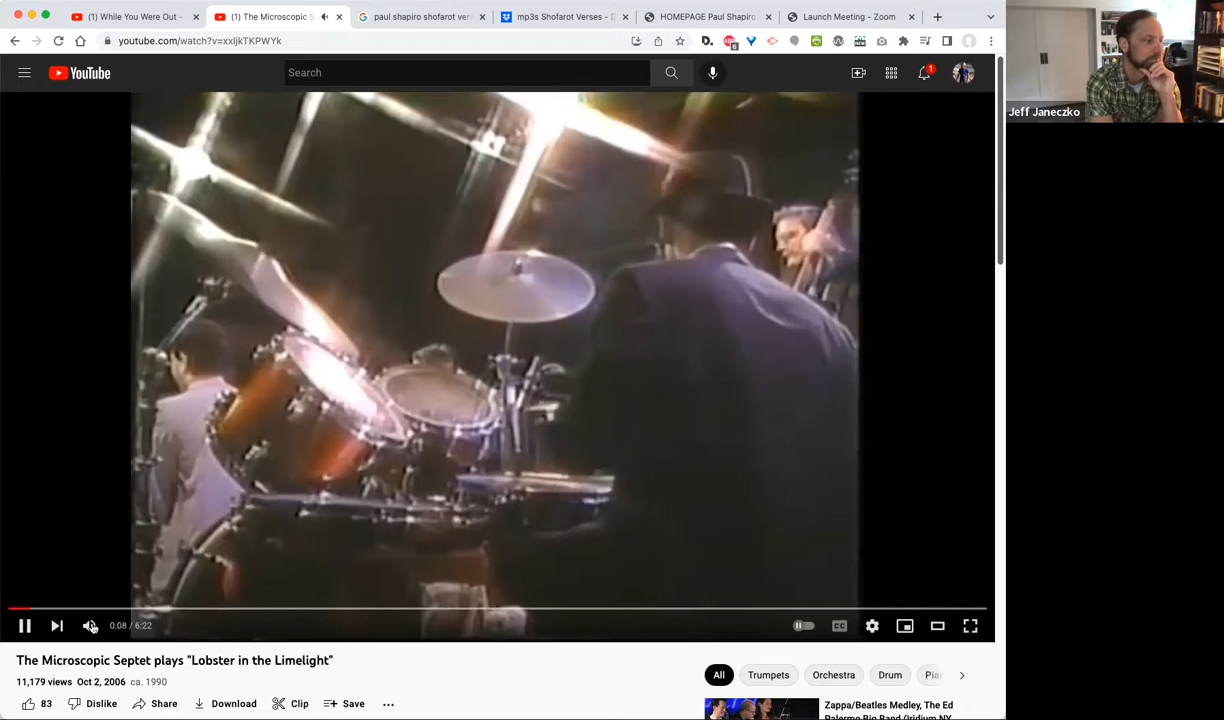 (1) While You Were Out -
(1) The Microscopic S
paul shapiro shofarot vers
mp3s Shofarot Verses - D
HOMEPAGE Paul Shapiro
Launch Meeting - Zoom
youtube.com/watch?v=xxljkTKPWYk
YouTube
Search
1
Jeff Janeczko
0:08 / 6:22
CC
The Microscopic Septet plays "Lobster in the Limelight"
11,179 views Oct 2, 2006 ca. 1990
83 Dislike Share Download Clip Save
All Trumpets Orchestra Drum Pia
Zappa/Beatles Medley, The Ed
Palermo Big Band (Iridium NY